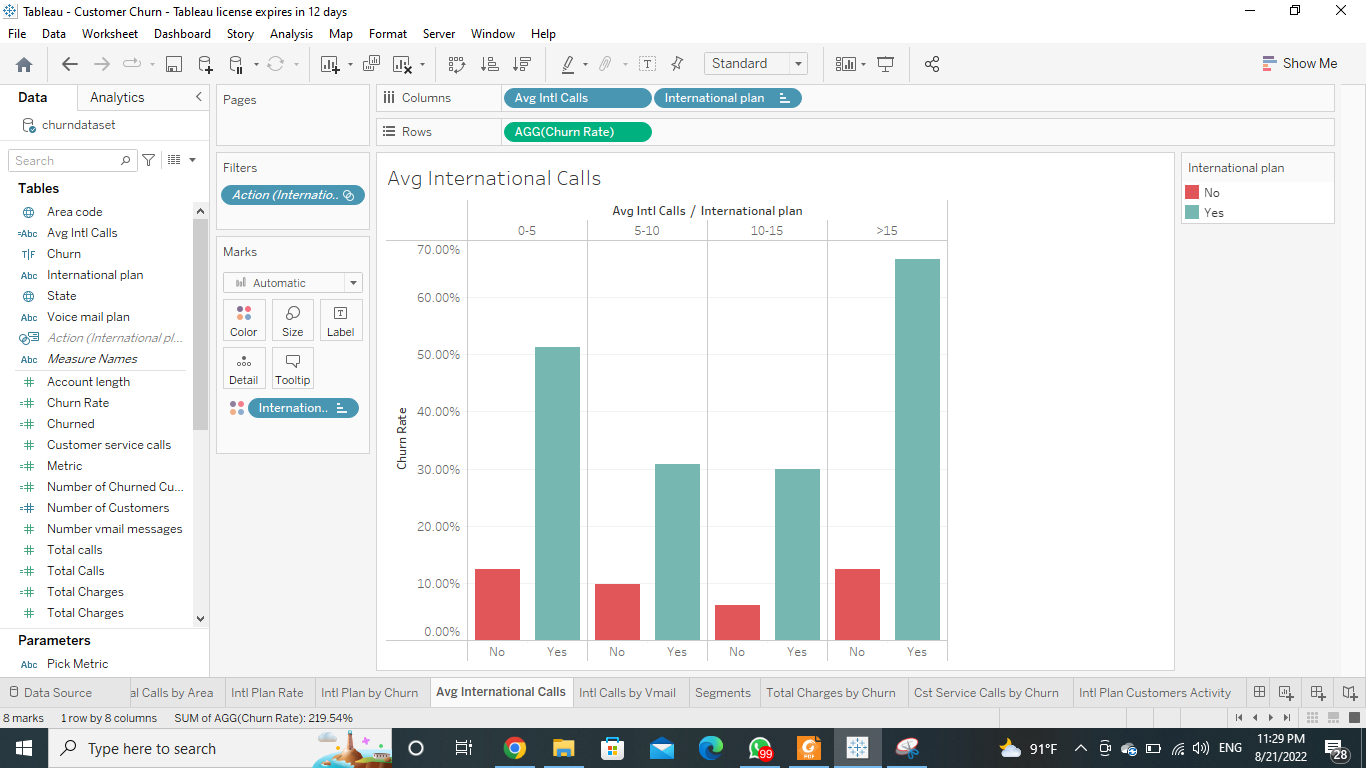 Tableau - Customer Churn - Tableau license expires in 12 days
File Data Worksheet Dashboard Story Analysis Map Format Server Window Help
Standard
Show Me
Data Analytics
churndataset
Search
Tables
Area code
=Abc Avg Intl Calls
T|F Churn
Abc International plan
State
Abc Voice mail plan
Action (International pl...
Abc Measure Names
# Account length
=# Churn Rate
=# Churned
# Customer service calls
# Metric
=# Number of Churned Cu...
=# Number of Customers
# Number vmail messages
# Total calls
=# Total Calls
=# Total Charges
# Total Charges
Parameters
Abc Pick Metric
Pages
Filters
Action (Internatio..
Marks
Automatic
Color Size Label
Detail Tooltip
Internation..
Columns Avg Intl Calls International plan
Rows AGG(Churn Rate)
Avg International Calls
Avg Intl Calls / International plan
0-5 5-10 10-15 >15
70.00%
60.00%
50.00%
40.00%
30.00%
20.00%
10.00%
0.00%
Churn Rate
No Yes No Yes No Yes No Yes
International plan
No
Yes
Data Source al Calls by Area Intl Plan Rate Intl Plan by Churn Avg International Calls Intl Calls by Vmail Segments Total Charges by Churn Cst Service Calls by Churn Intl Plan Customers Activity
8 marks 1 row by 8 columns SUM of AGG(Churn Rate): 219.54%
Type here to search
99
PDF
91°F
ENG
11:29 PM
8/21/2022
28